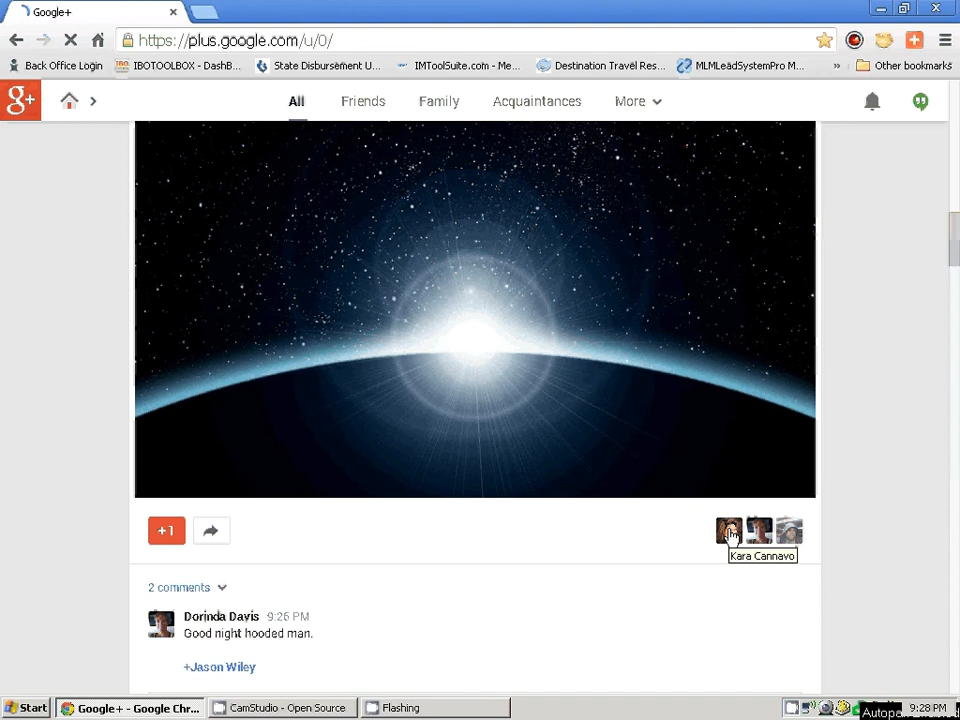 Google+
https://plus.google.com/u/0/
Back Office Login
IBOTOOLBOX - DashB...
State Disbursement U...
IMToolSuite.com - Me...
Destination Travel Res...
MLMLeadSystemPro M...
»
Other bookmarks
g+
All
Friends
Family
Acquaintances
More
+1
Kara Cannavo
2 comments
Dorinda Davis 9:26 PM
Good night hooded man.
+Jason Wiley
Start
Google+ - Google Chr...
CamStudio - Open Source
Flashing
9:28 PM